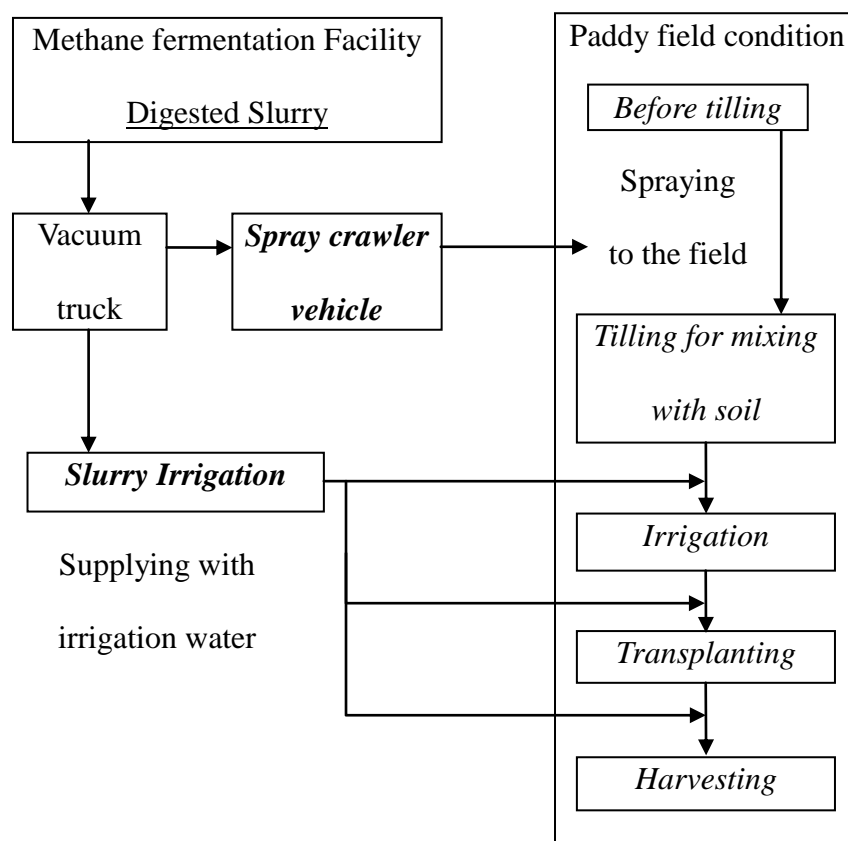 Methane fermentation Facility
Digested Slurry
Vacuum
truck
Spray crawler
vehicle
Slurry Irrigation
Supplying with
irrigation water
Paddy field condition
Before tilling
Spraying
to the field
Tilling for mixing
with soil
Irrigation
Transplanting
Harvesting